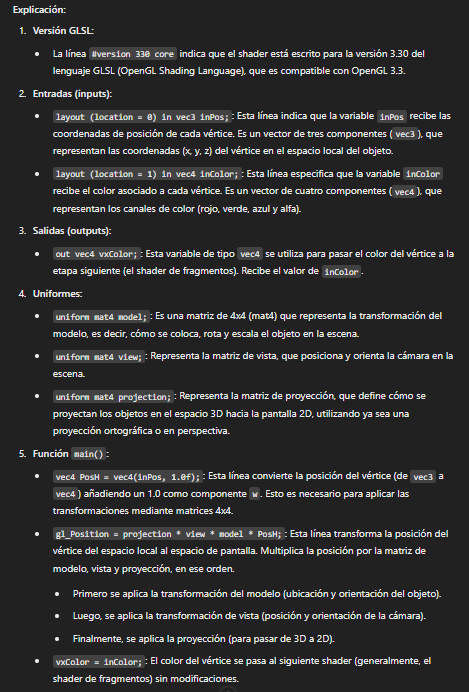 Explicación:
1. Versión GLSL:
• La línea #version 330 core indica que el shader está escrito para la versión 3.30 del
lenguaje GLSL (OpenGL Shading Language), que es compatible con OpenGL 3.3.
2. Entradas (inputs):
• layout (location = 0) in vec3 inPos; : Esta línea indica que la variable inPos recibe las
coordenadas de posición de cada vértice. Es un vector de tres componentes ( vec3 ), que
representan las coordenadas (x, y, z) del vértice en el espacio local del objeto.
• layout (location = 1) in vec4 inColor; : Esta línea especifica que la variable inColor
recibe el color asociado a cada vértice. Es un vector de cuatro componentes ( vec4 ), que
representan los canales de color (rojo, verde, azul y alfa).
3. Salidas (outputs):
• out vec4 vxColor; : Esta variable de tipo vec4 se utiliza para pasar el color del vértice a la
etapa siguiente (el shader de fragmentos). Recibe el valor de inColor .
4. Uniformes:
• uniform mat4 model; : Es una matriz de 4x4 (mat4) que representa la transformación del
modelo, es decir, cómo se coloca, rota y escala el objeto en la escena.
• uniform mat4 view; : Representa la matriz de vista, que posiciona y orienta la cámara en la
escena.
• uniform mat4 projection; : Representa la matriz de proyección, que define cómo se
proyectan los objetos en el espacio 3D hacia la pantalla 2D, utilizando ya sea una
proyección ortográfica o en perspectiva.
5. Función main() :
• vec4 PosH = vec4(inPos, 1.0f); : Esta línea convierte la posición del vértice (de vec3 a
vec4 ) añadiendo un 1.0 como componente w . Esto es necesario para aplicar las
transformaciones mediante matrices 4x4.
• gl_Position = projection * view * model * PosH; : Esta línea transforma la posición del
vértice del espacio local al espacio de pantalla. Multiplica la posición por la matriz de
modelo, vista y proyección, en ese orden.
• Primero se aplica la transformación del modelo (ubicación y orientación del objeto).
• Luego, se aplica la transformación de vista (posición y orientación de la cámara).
• Finalmente, se aplica la proyección (para pasar de 3D a 2D).
• vxColor = inColor; : El color del vértice se pasa al siguiente shader (generalmente, el
shader de fragmentos) sin modificaciones.